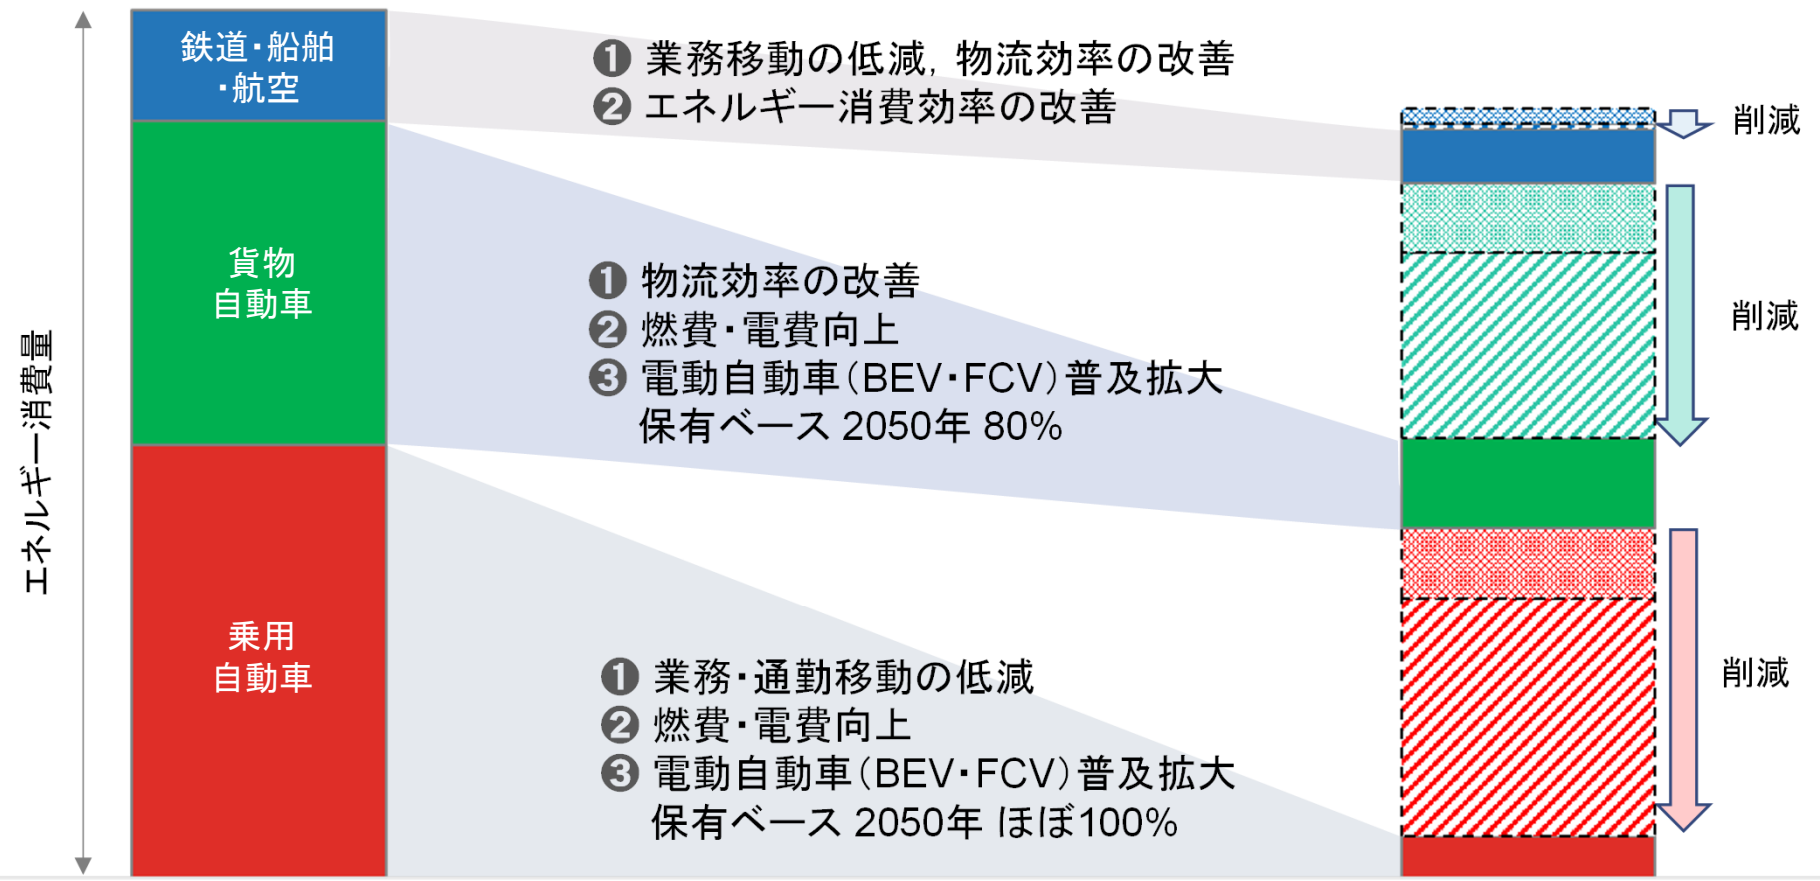 エネルギー消費量
鉄道・船舶
・航空
貨物
自動車
乗用
自動車
❶ 業務移動の低減，物流効率の改善
❷ エネルギー消費効率の改善
❶ 物流効率の改善
❷ 燃費・電費向上
❸ 電動自動車（BEV・FCV）普及拡大
保有ベース 2050年 80%
❶ 業務・通勤移動の低減
❷ 燃費・電費向上
❸ 電動自動車（BEV・FCV）普及拡大
保有ベース 2050年 ほぼ100%
削減
削減
削減